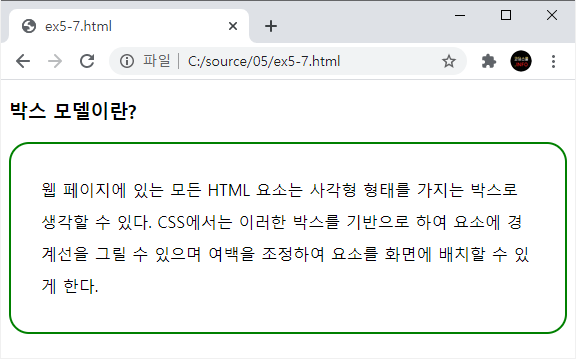 ex5-7.html
파일 C:/source/05/ex5-7.html
박스 모델이란?
웹 페이지에 있는 모든 HTML 요소는 사각형 형태를 가지는 박스로
생각할 수 있다. CSS에서는 이러한 박스를 기반으로 하여 요소에 경
계선을 그릴 수 있으며 여백을 조정하여 요소를 화면에 배치할 수 있
게 한다.